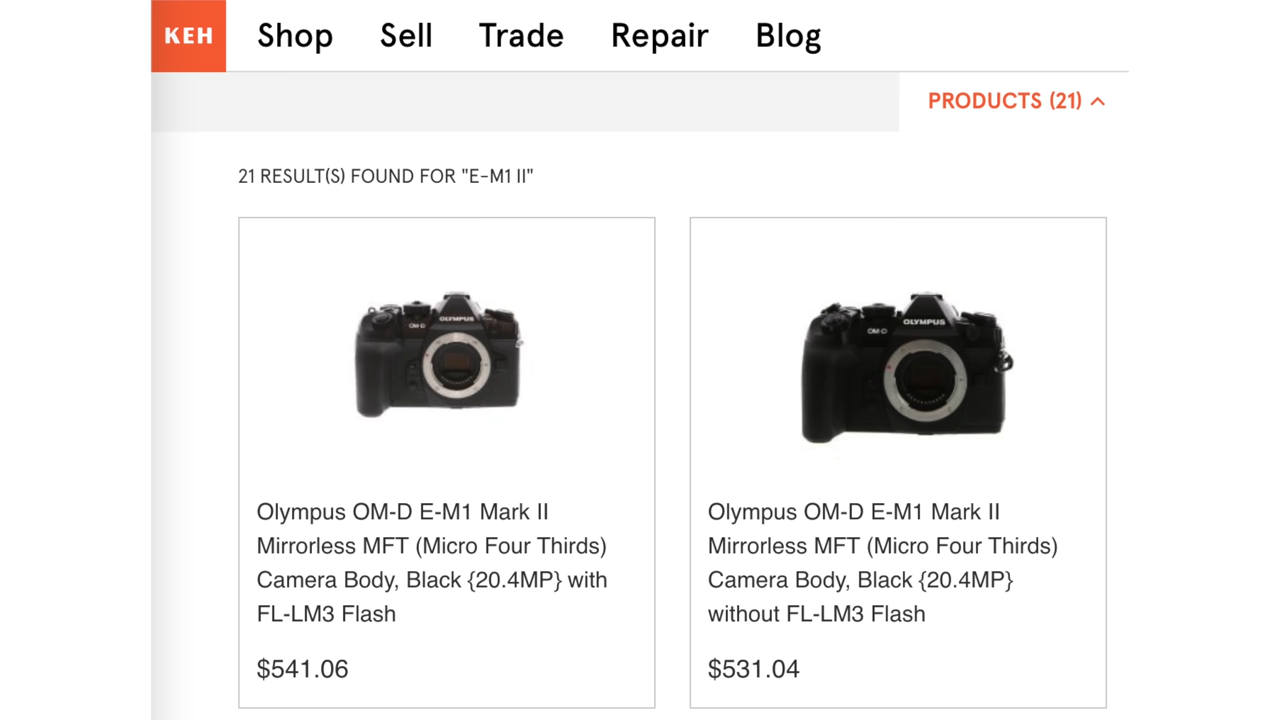 KEH Shop Sell Trade Repair Blog
PRODUCTS (21)
21 RESULT(S) FOUND FOR "E-M1 II"
OLYMPUS
OM-D
Olympus OM-D E-M1 Mark II
Mirrorless MFT (Micro Four Thirds)
Camera Body, Black {20.4MP} with
FL-LM3 Flash
$541.06
OLYMPUS
OM-D
Olympus OM-D E-M1 Mark II
Mirrorless MFT (Micro Four Thirds)
Camera Body, Black {20.4MP}
without FL-LM3 Flash
$531.04